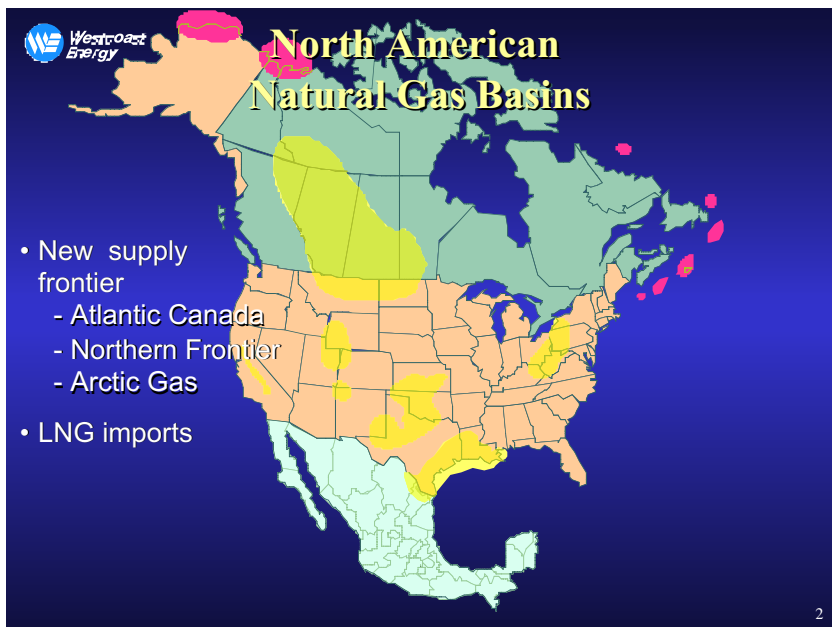 Westcoast
Energy
North American
Natural Gas Basins
• New supply
frontier
- Atlantic Canada
- Northern Frontier
- Arctic Gas
• LNG imports
2